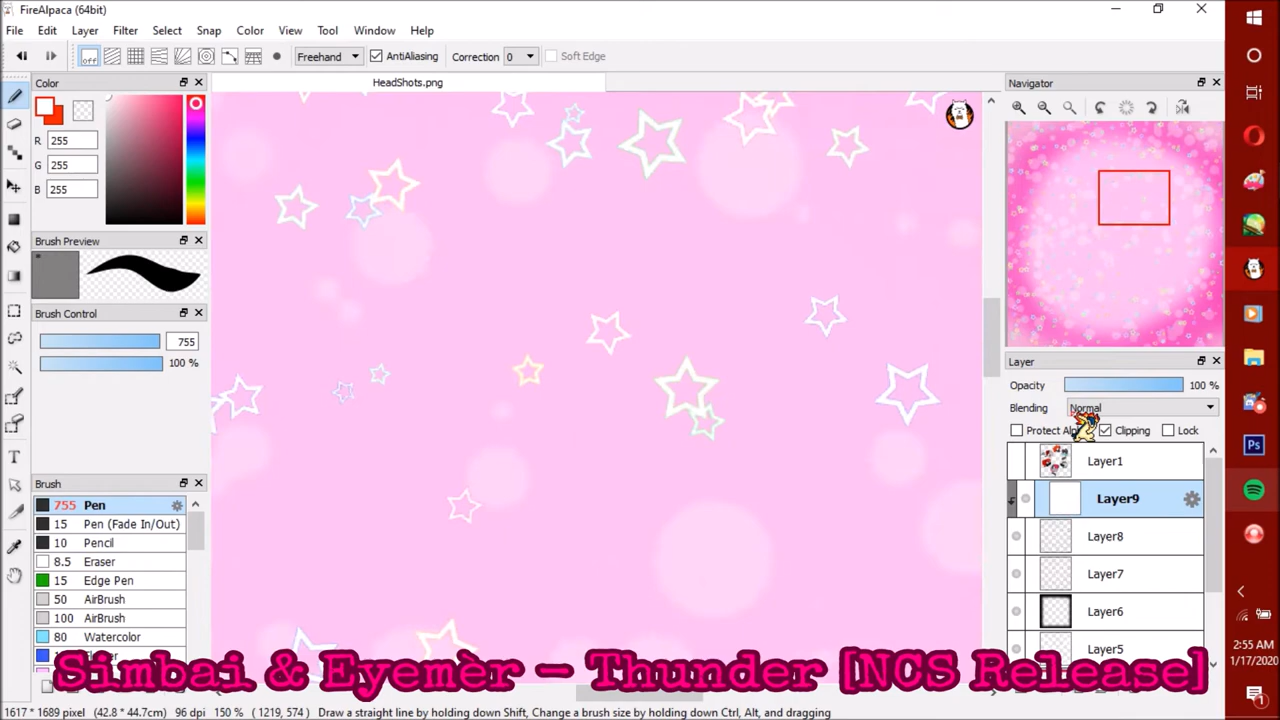 FireAlpaca (64bit)
File Edit Layer Filter Select Snap Color View Tool Window Help
off Freehand AntiAliasing Correction 0 Soft Edge
Color
HeadShots.png
Navigator
R 255
G 255
B 255
Brush Preview
Brush Control
755
100 %
Brush
755 Pen
15 Pen (Fade In/Out)
10 Pencil
8.5 Eraser
15 Edge Pen
50 AirBrush
100 AirBrush
80 Watercolor
Layer
Opacity 100 %
Blending Normal
Protect Alp Clipping Lock
Layer1
Layer9
Layer8
Layer7
Layer6
Layer5
Ps
2:55 AM
1/17/2020
1
Simbai & Eyemèr - Thunder [NCS Release]
1617 * 1689 pixel (42.8 * 44.7cm) 96 dpi 150 % ( 1219, 574 ) Draw a straight line by holding down Shift, Change a brush size by holding down Ctrl, Alt, and dragging